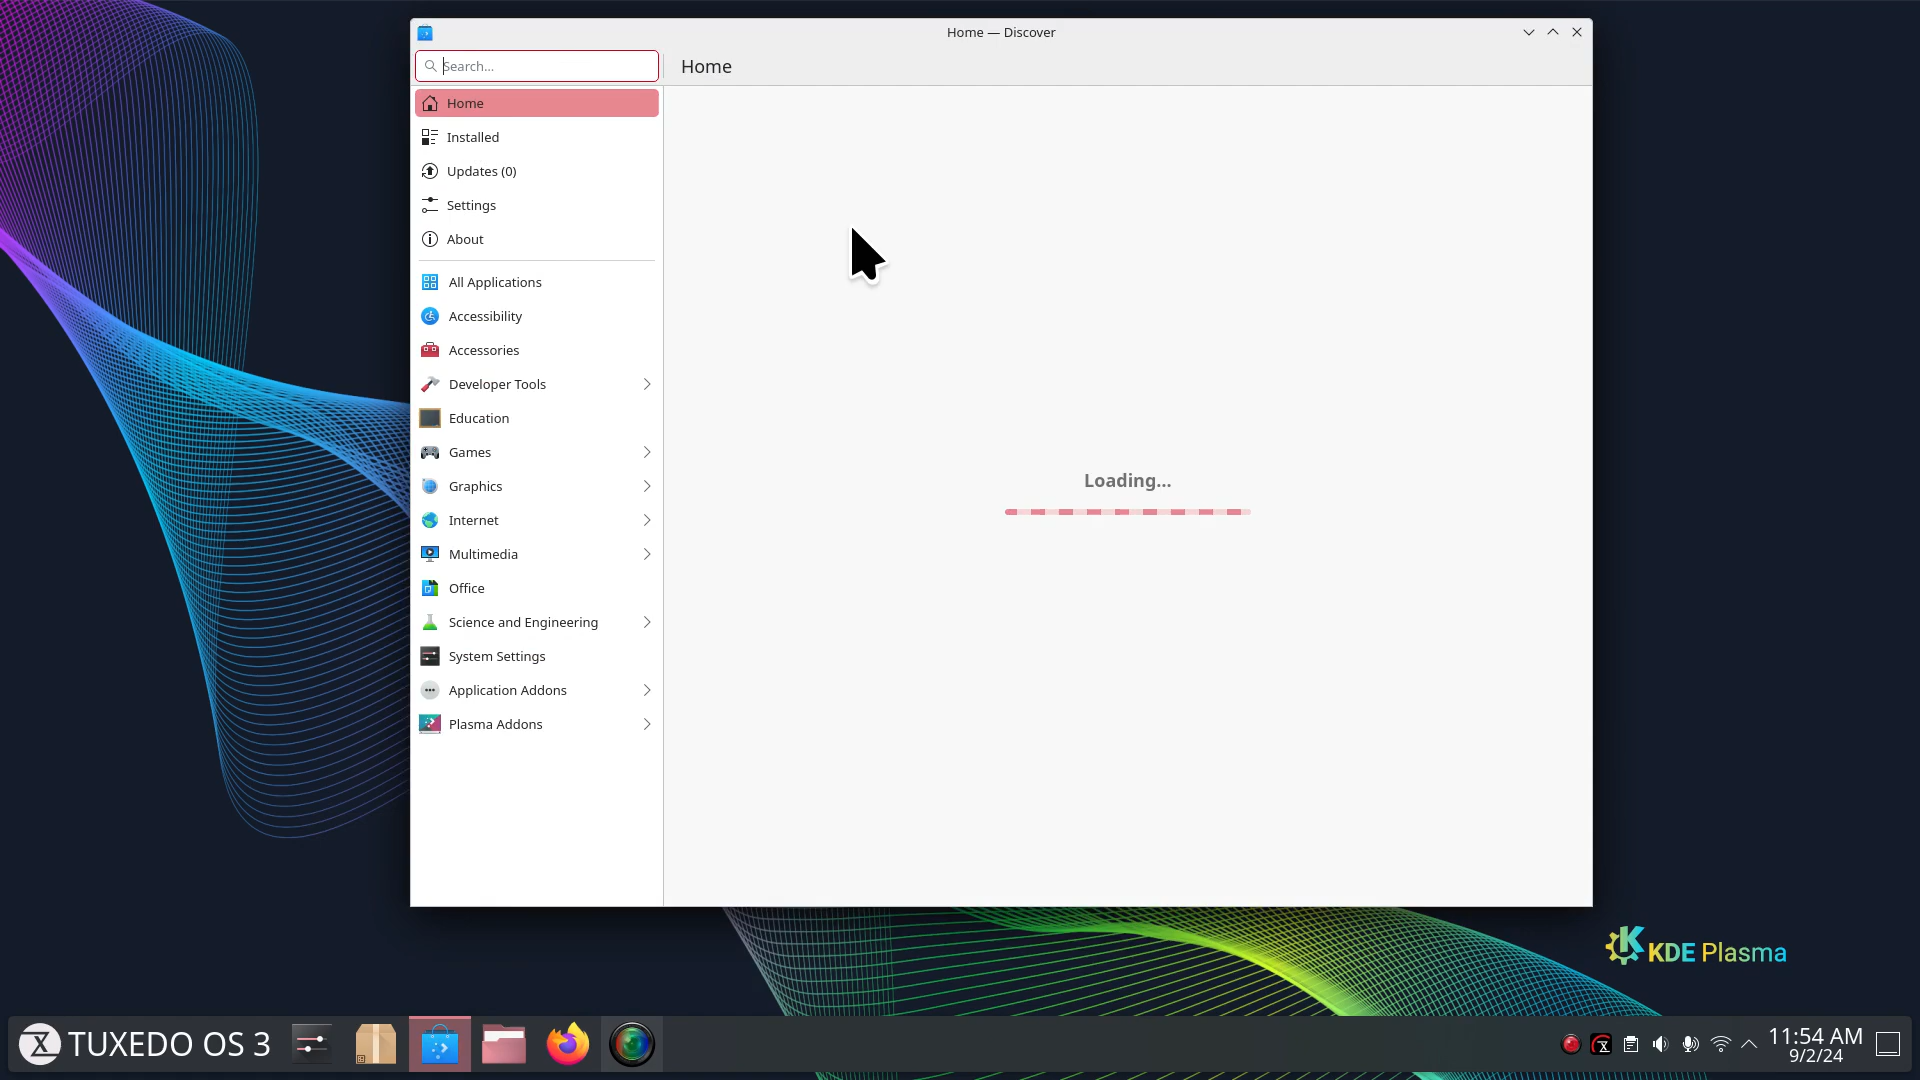 Home — Discover
Search...
Home
Home
Installed
Updates (0)
Settings
About
All Applications
Accessibility
Accessories
Developer Tools
Education
Games
Graphics
Internet
Multimedia
Office
Science and Engineering
System Settings
Application Addons
Plasma Addons
Loading...
KDE Plasma
TUXEDO OS 3
11:54 AM
9/2/24